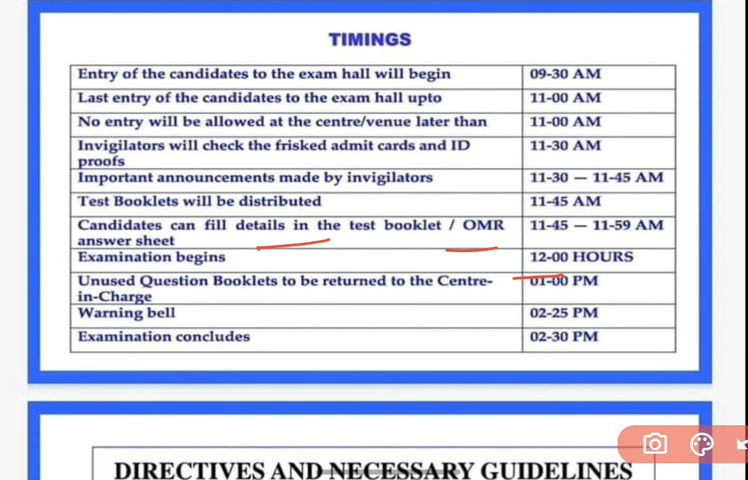 TIMINGS
Entry of the candidates to the exam hall will begin 09-30 AM
Last entry of the candidates to the exam hall upto 11-00 AM
No entry will be allowed at the centre/venue later than 11-00 AM
Invigilators will check the frisked admit cards and ID 11-30 AM
proofs
Important announcements made by invigilators 11-30 — 11-45 AM
Test Booklets will be distributed 11-45 AM
Candidates can fill details in the test booklet / OMR 11-45 — 11-59 AM
answer sheet
Examination begins 12-00 HOURS
Unused Question Booklets to be returned to the Centre- 01-00 PM
in-Charge
Warning bell 02-25 PM
Examination concludes 02-30 PM
DIRECTIVES AND NECESSARY GUIDELINES